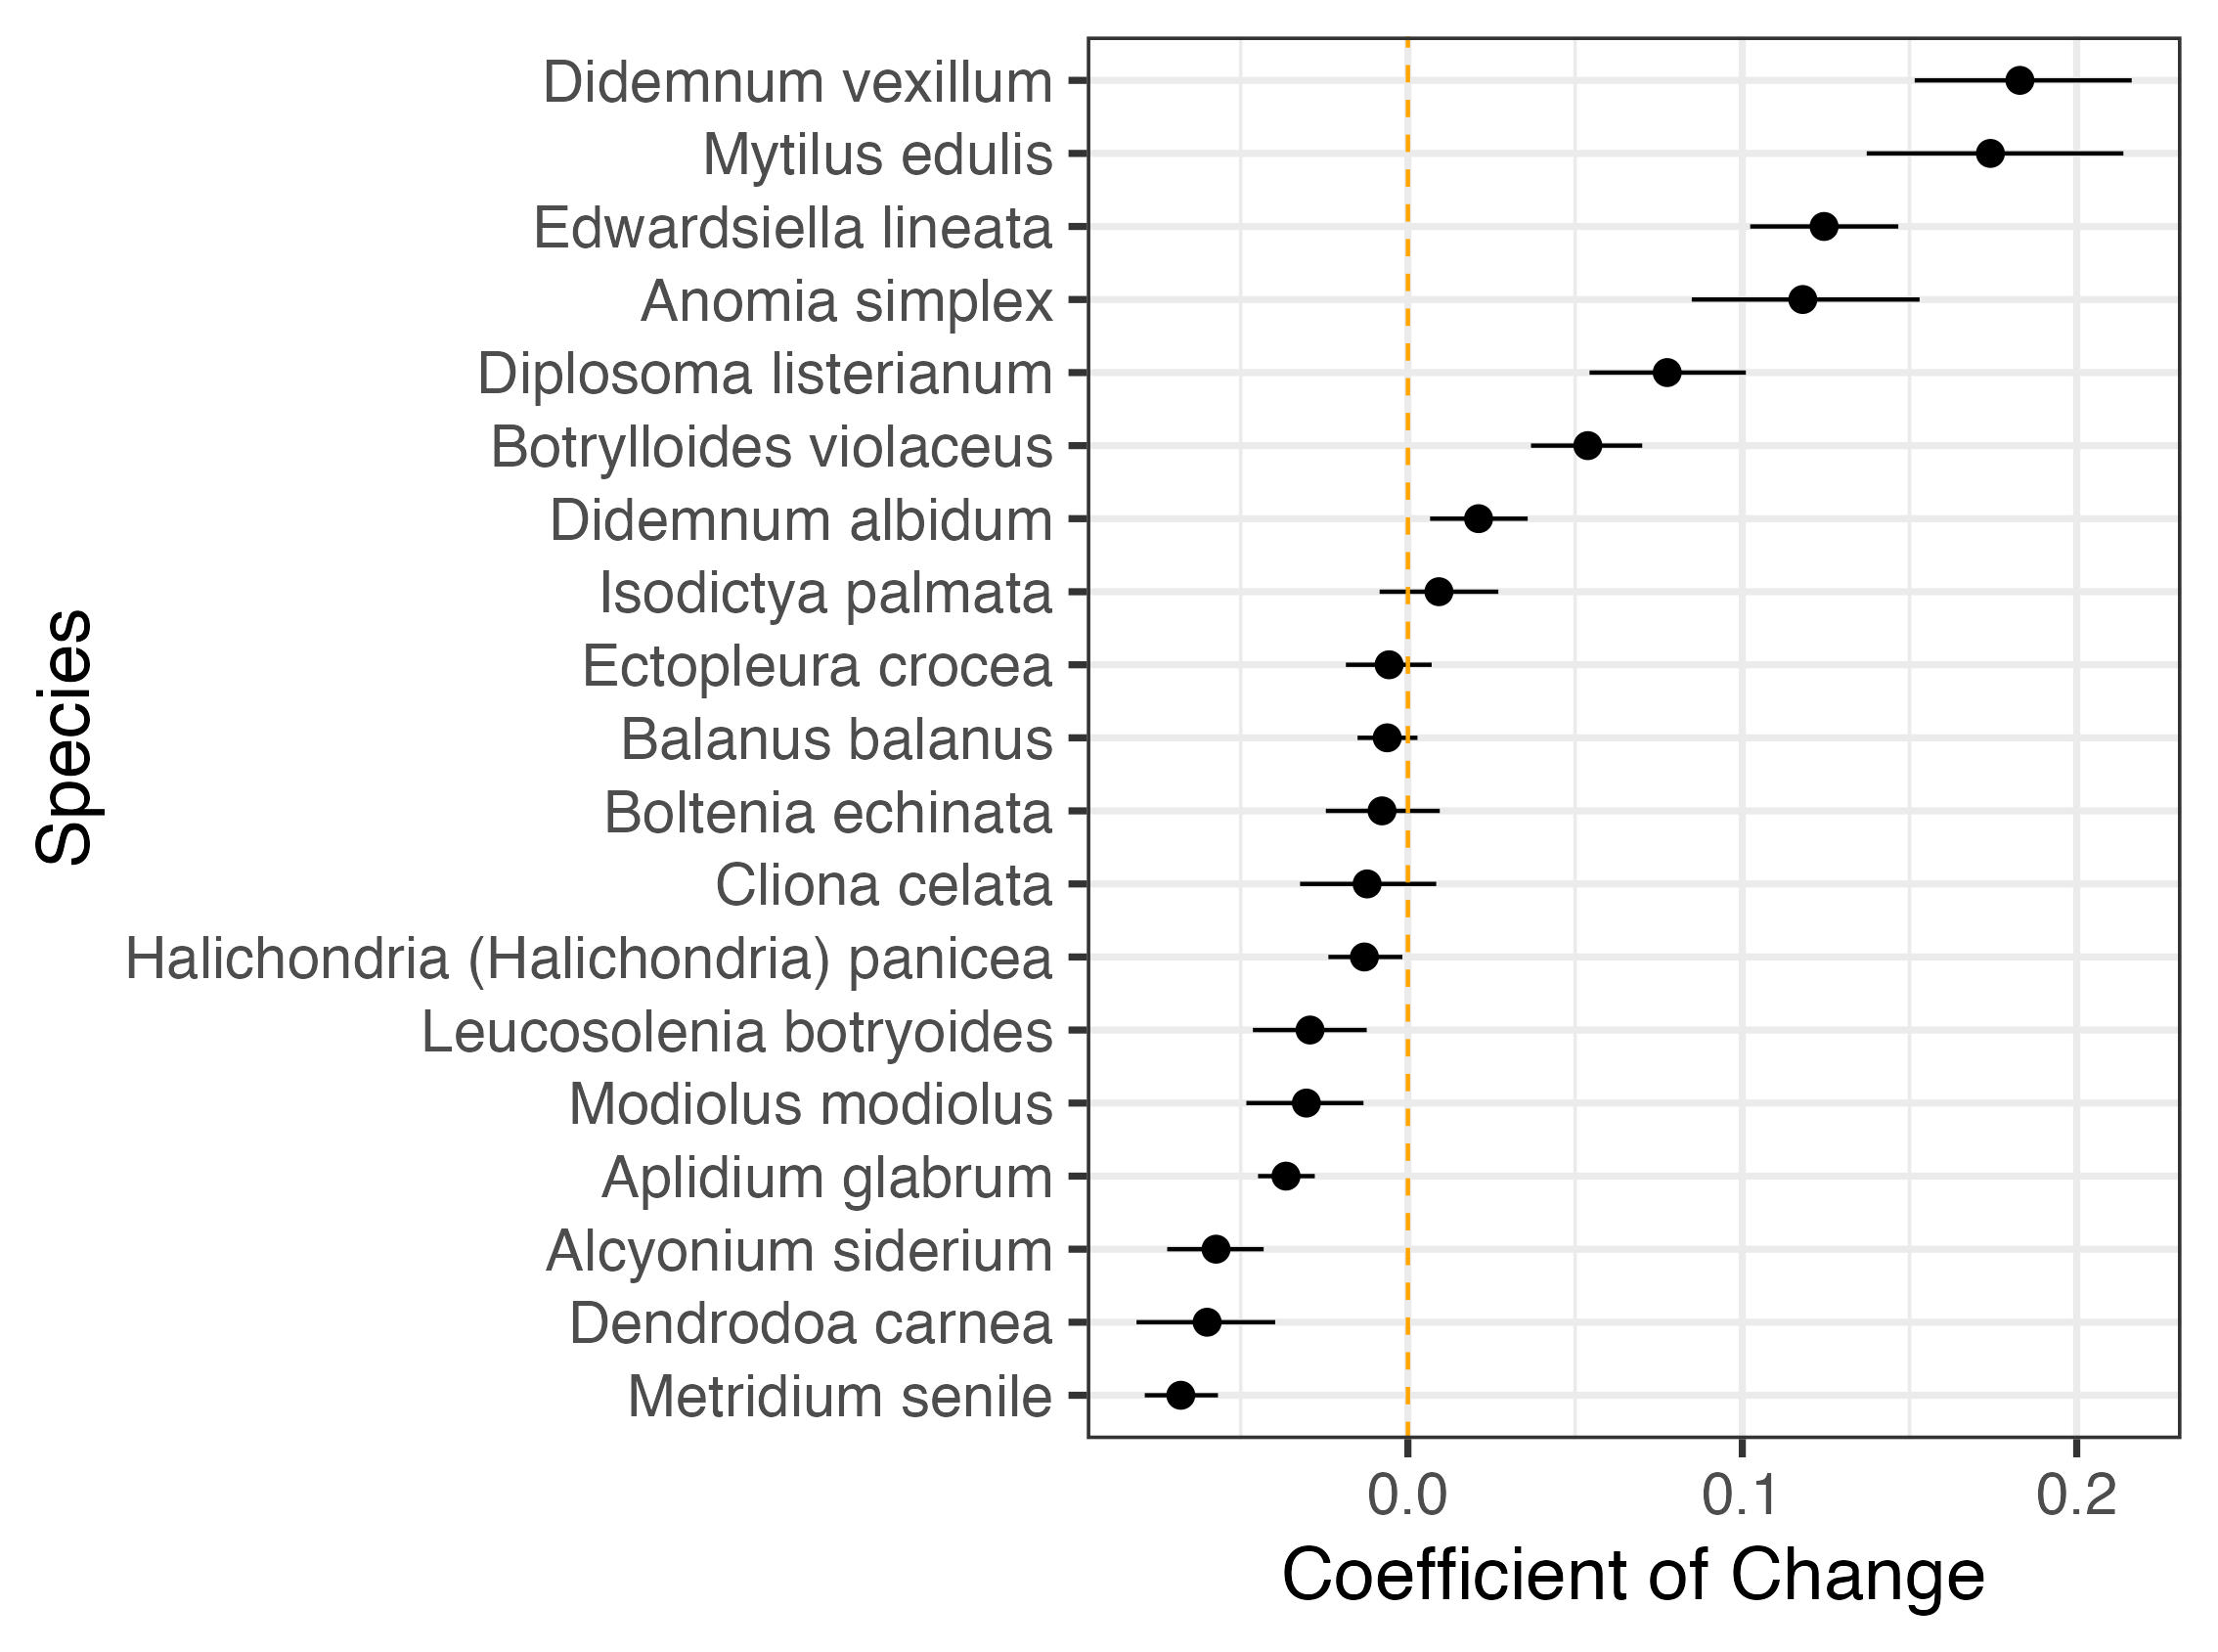 Species
Didemnum vexillum
Mytilus edulis
Edwardsiella lineata
Anomia simplex
Diplosoma listerianum
Botrylloides violaceus
Didemnum albidum
Isodictya palmata
Ectopleura crocea
Balanus balanus
Boltenia echinata
Cliona celata
Halichondria (Halichondria) panicea
Leucosolenia botryoides
Modiolus modiolus
Aplidium glabrum
Alcyonium siderium
Dendrodoa carnea
Metridium senile
0.0 0.1 0.2
Coefficient of Change